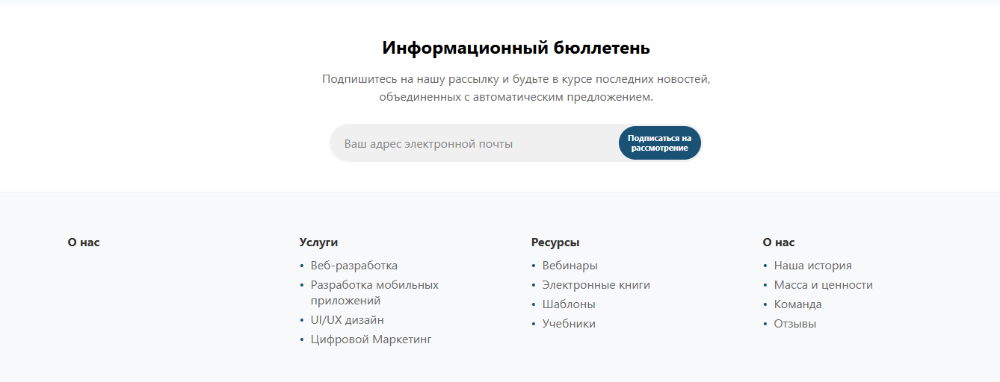 Информационный бюллетень
Подпишитесь на нашу рассылку и будьте в курсе последних новостей,
объединенных с автоматическим предложением.
Ваш адрес электронной почты
Подписаться на
рассмотрение
О нас
Услуги
• Веб-разработка
• Разработка мобильных
приложений
• UI/UX дизайн
• Цифровой Маркетинг
Ресурсы
• Вебинары
• Электронные книги
• Шаблоны
• Учебники
О нас
• Наша история
• Масса и ценности
• Команда
• Отзывы